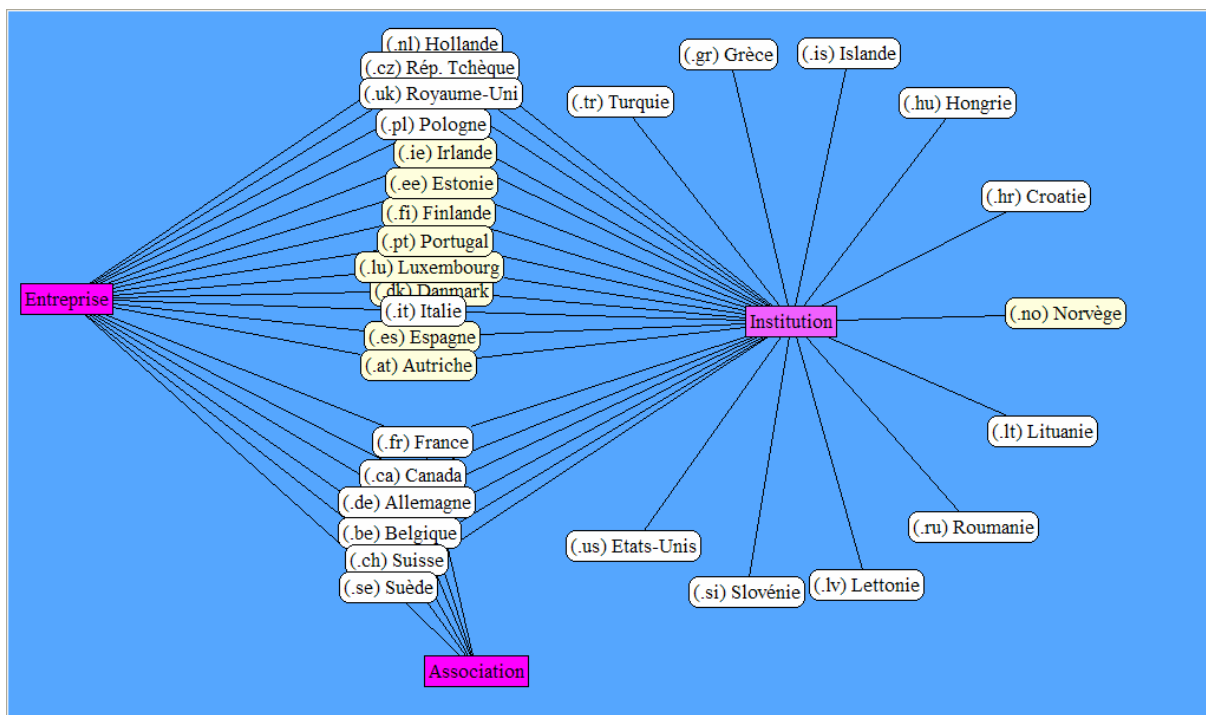 (.nl) Hollande
(.cz) Rép. Tchèque
(.uk) Royaume-Uni
(.pl) Pologne
(.ie) Irlande
(.ee) Estonie
(.fi) Finlande
(.pt) Portugal
(.lu) Luxembourg
(.dk) Danmark
(.it) Italie
(.es) Espagne
(.at) Autriche
(.fr) France
(.ca) Canada
(.de) Allemagne
(.be) Belgique
(.ch) Suisse
(.se) Suède
Entreprise
Association
Institution
(.tr) Turquie
(.gr) Grèce
(.is) Islande
(.hu) Hongrie
(.hr) Croatie
(.no) Norvège
(.lt) Lituanie
(.ru) Roumanie
(.lv) Lettonie
(.si) Slovénie
(.us) Etats-Unis